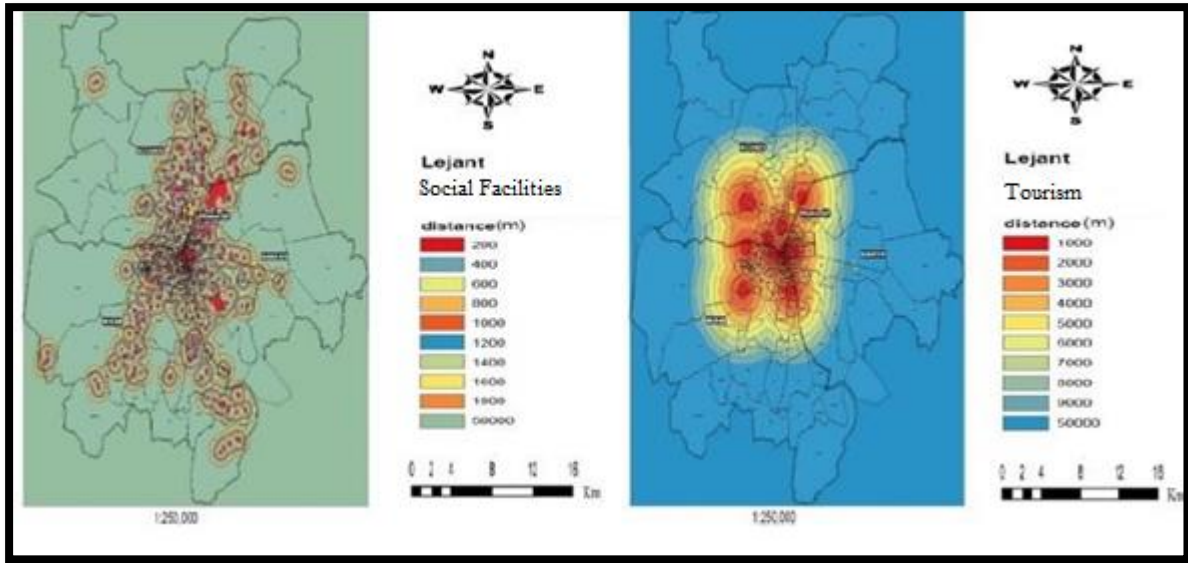 N
W E
S
Lejant
Social Facilities
distance(m)
200
400
600
800
1000
1200
1400
1600
1800
50000
0 2 4 8 12 16
Km
1:250,000
N
W E
S
Lejant
Tourism
distance(m)
1000
2000
3000
4000
5000
6000
7000
8000
9000
50000
0 2 4 8 12 16
Km
1:250,000